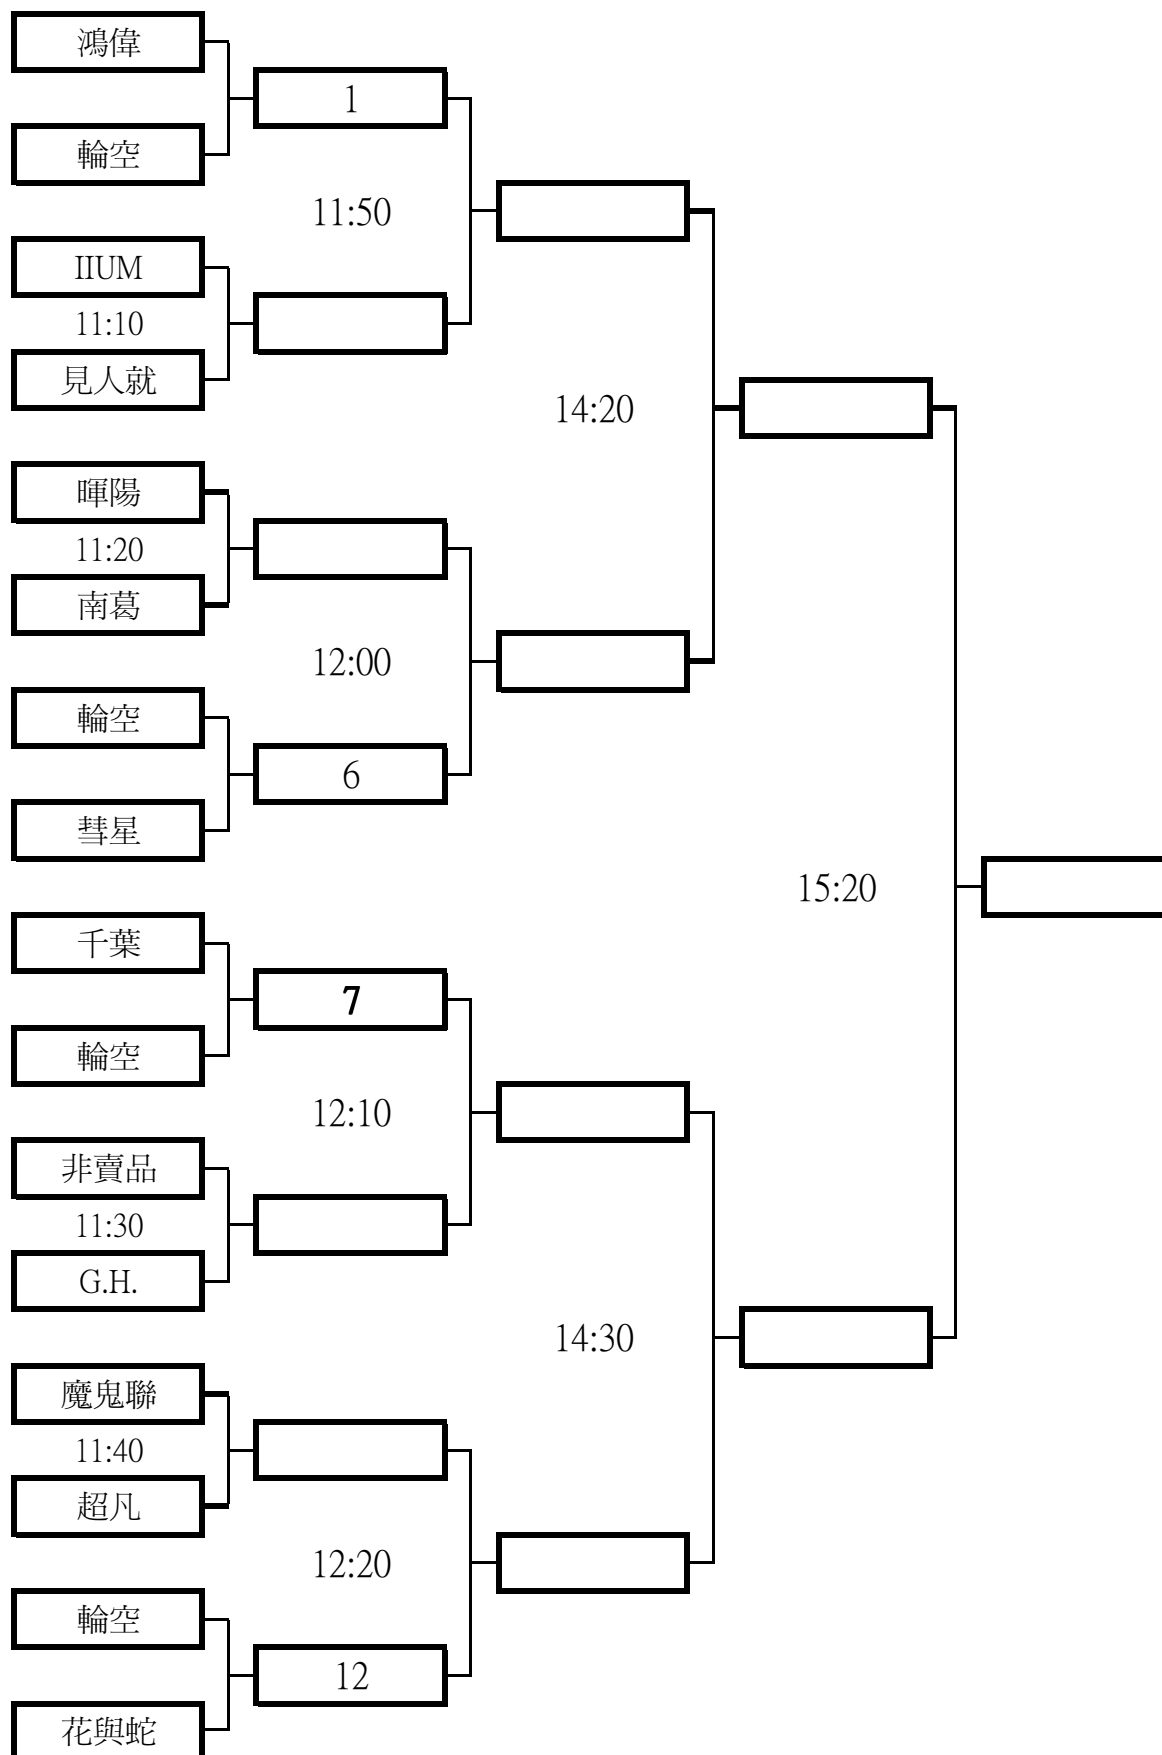 鴻偉
1
輪空
11:50
IIUM
11:10
見人就
14:20
暉陽
11:20
南葛
12:00
輪空
6
彗星
15:20
千葉
7
輪空
12:10
非賣品
11:30
G.H.
14:30
魔鬼聯
11:40
超凡
12:20
輪空
12
花與蛇